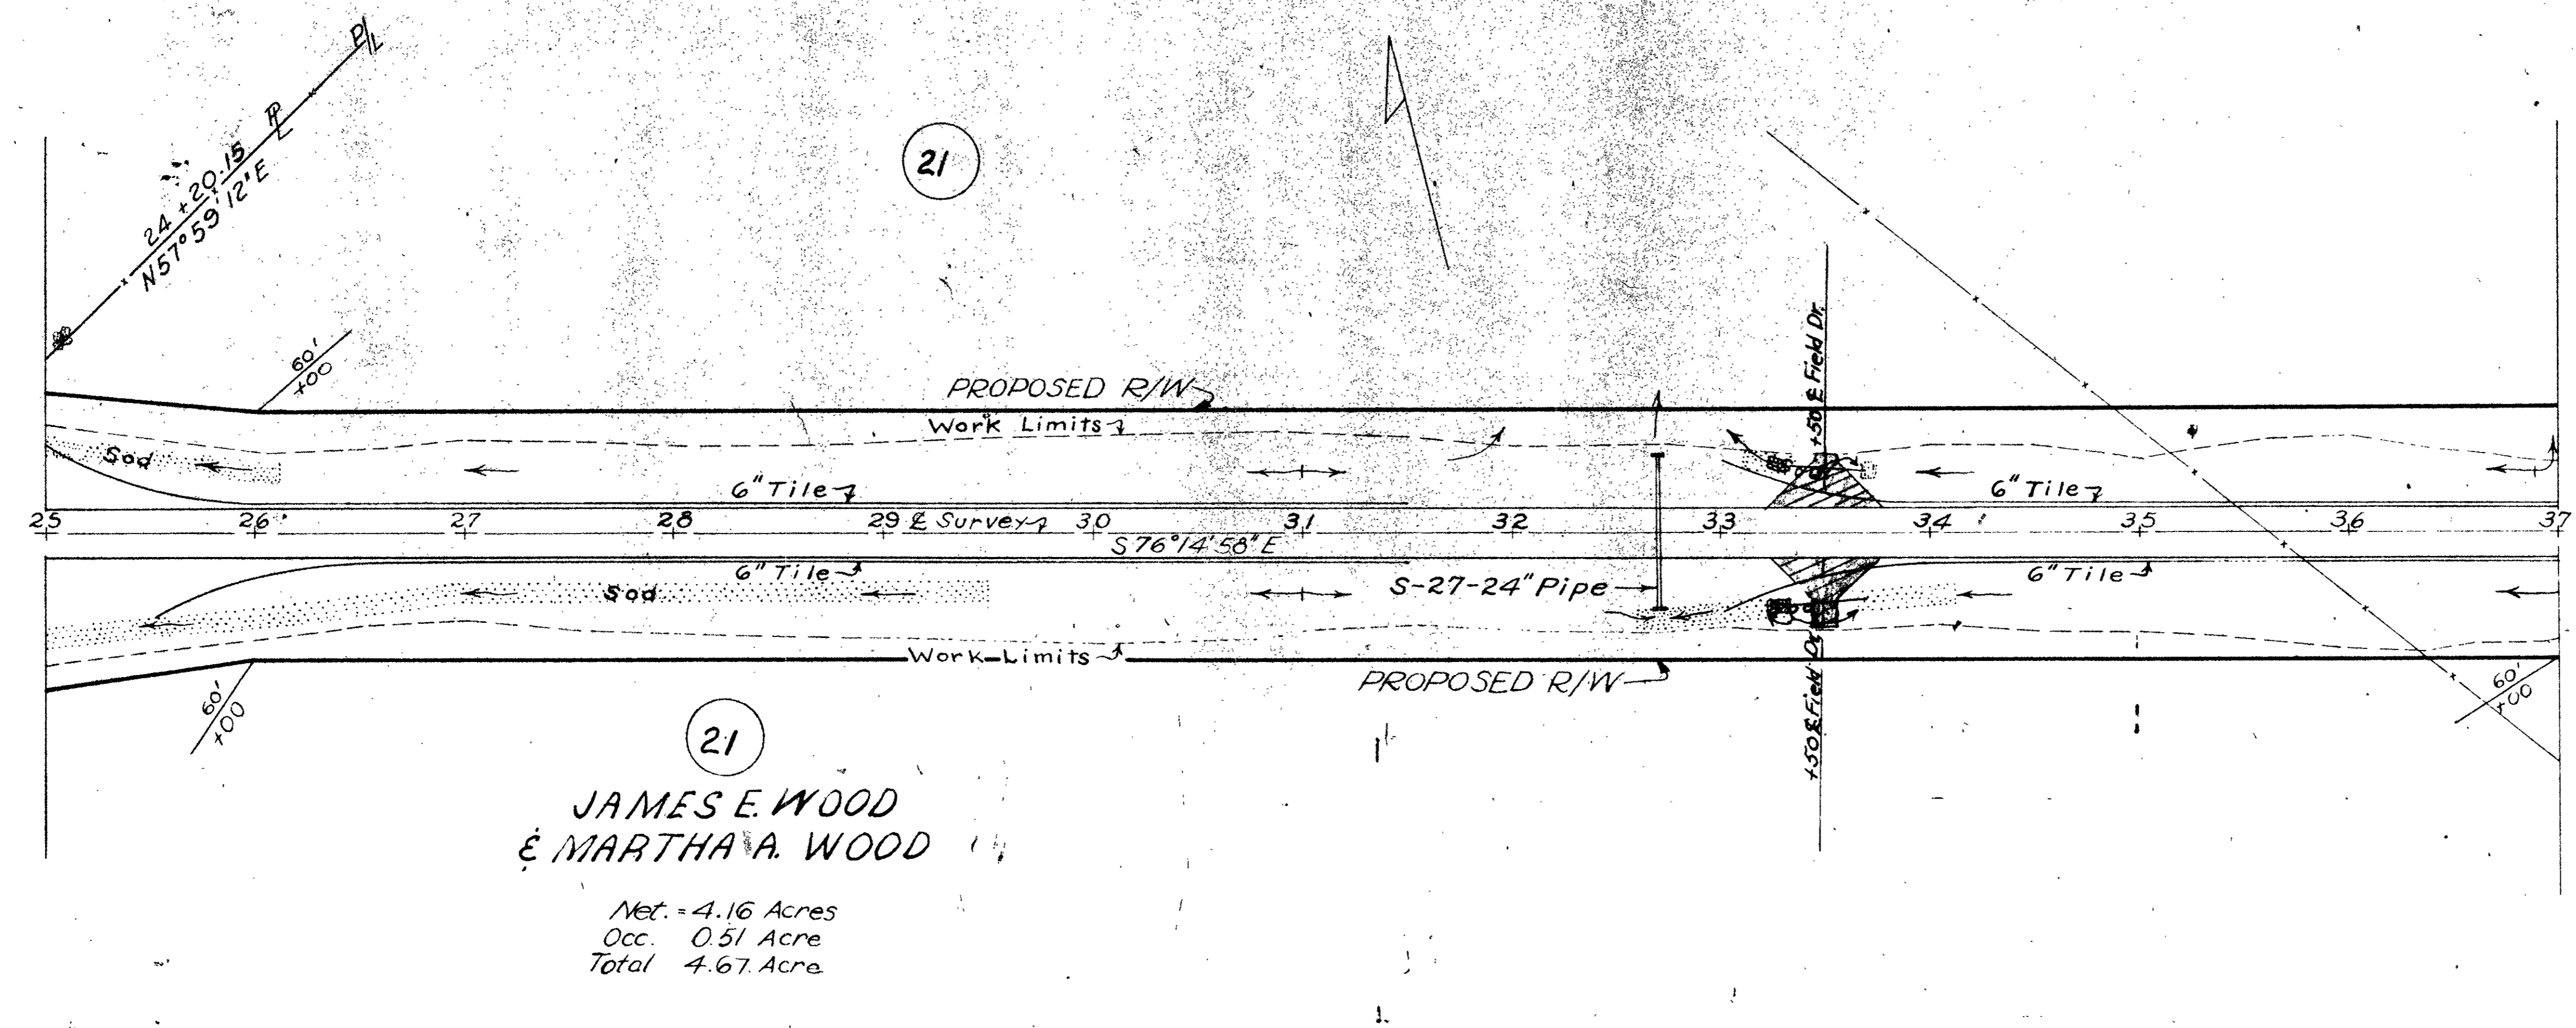 P/L
P/L
24 + 20.15
N57°59'12"E
21
60'
+00
PROPOSED R/W
Work Limits
+50 ℄ Field Dr.
Sod
6" Tile
6" Tile
25 26 27 28 29 ℄ Survey 30 31 32 33 34 35 36 37
S76°14'58"E
6" Tile
6" Tile
Sod
S-27-24" Pipe
Work Limits
PROPOSED R/W
+50 ℄ Field Dr.
60'
+00
60'
+00
21
JAMES E. WOOD
& MARTHA A. WOOD
Net. = 4.16 Acres
Occ. 0.51 Acre
Total 4.67 Acre